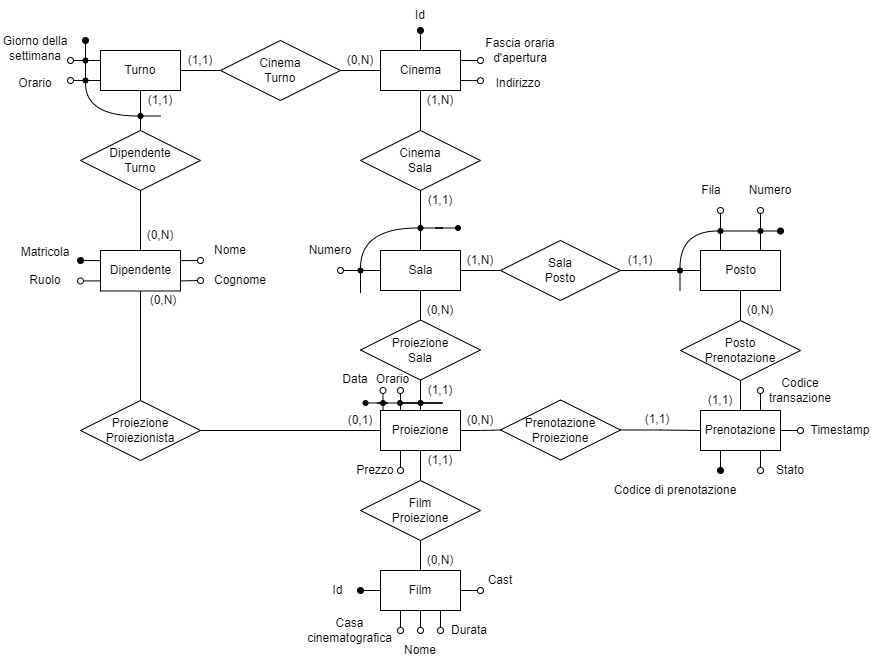 Id
Giorno della
settimana
Orario
Turno
(1,1)
Cinema
Turno
(0,N)
Cinema
Fascia oraria
d'apertura
Indirizzo
(1,1)
(1,N)
Dipendente
Turno
Cinema
Sala
(1,1)
Fila
Numero
(0,N)
Matricola
Ruolo
Dipendente
Nome
Cognome
(0,N)
Numero
Sala
(1,N)
Sala
Posto
(1,1)
Posto
(0,N)
(0,N)
Proiezione
Sala
Posto
Prenotazione
Data
Orario
(1,1)
Codice
transazione
(1,1)
Proiezione
Proiezionista
(0,1)
Proiezione
(0,N)
Prenotazione
Proiezione
(1,1)
Prenotazione
Timestamp
Prezzo
(1,1)
Stato
Codice di prenotazione
Film
Proiezione
(0,N)
Id
Film
Cast
Casa
cinematografica
Nome
Durata